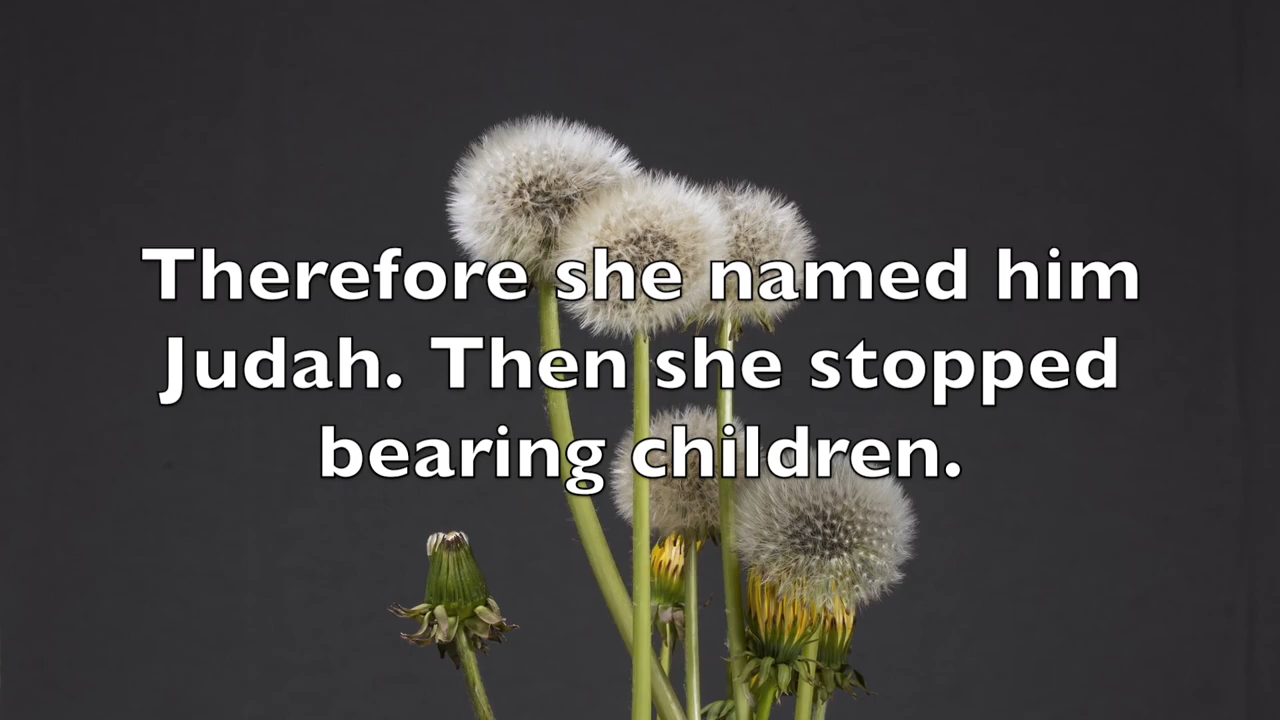 Therefore she named him
Judah. Then she stopped
bearing children.